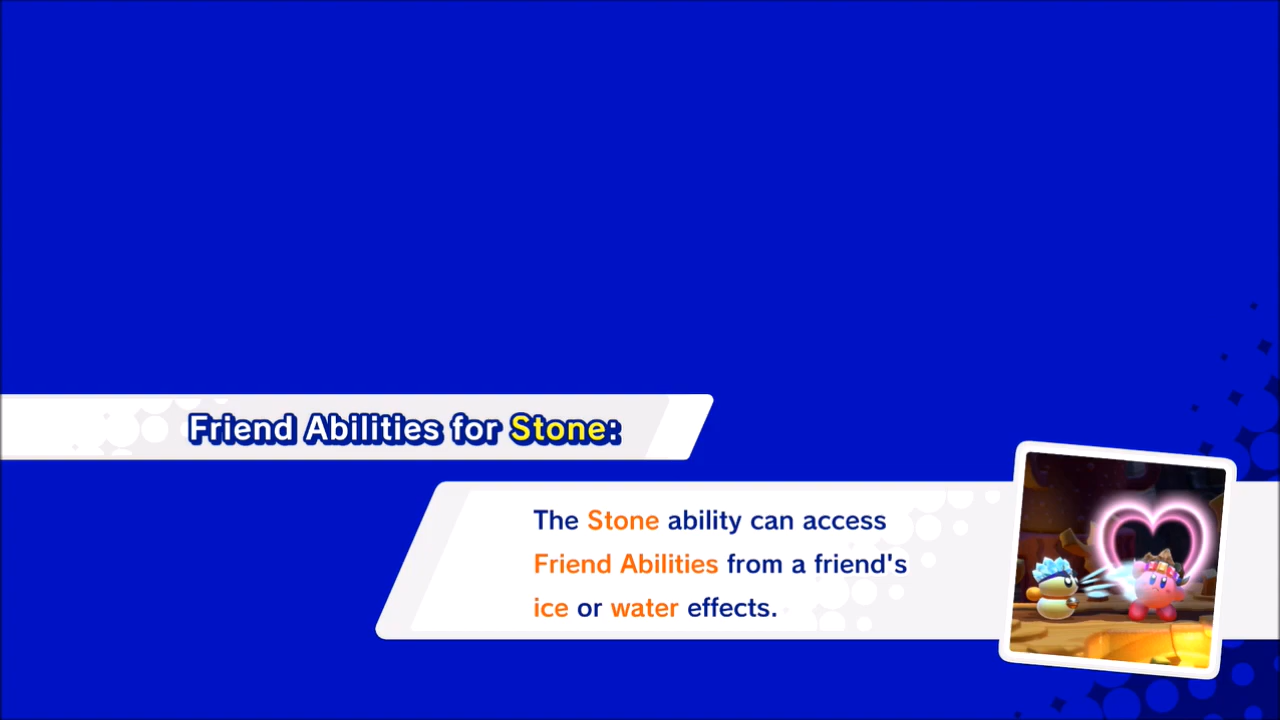 Friend Abilities for Stone:
The Stone ability can access
Friend Abilities from a friend's
ice or water effects.